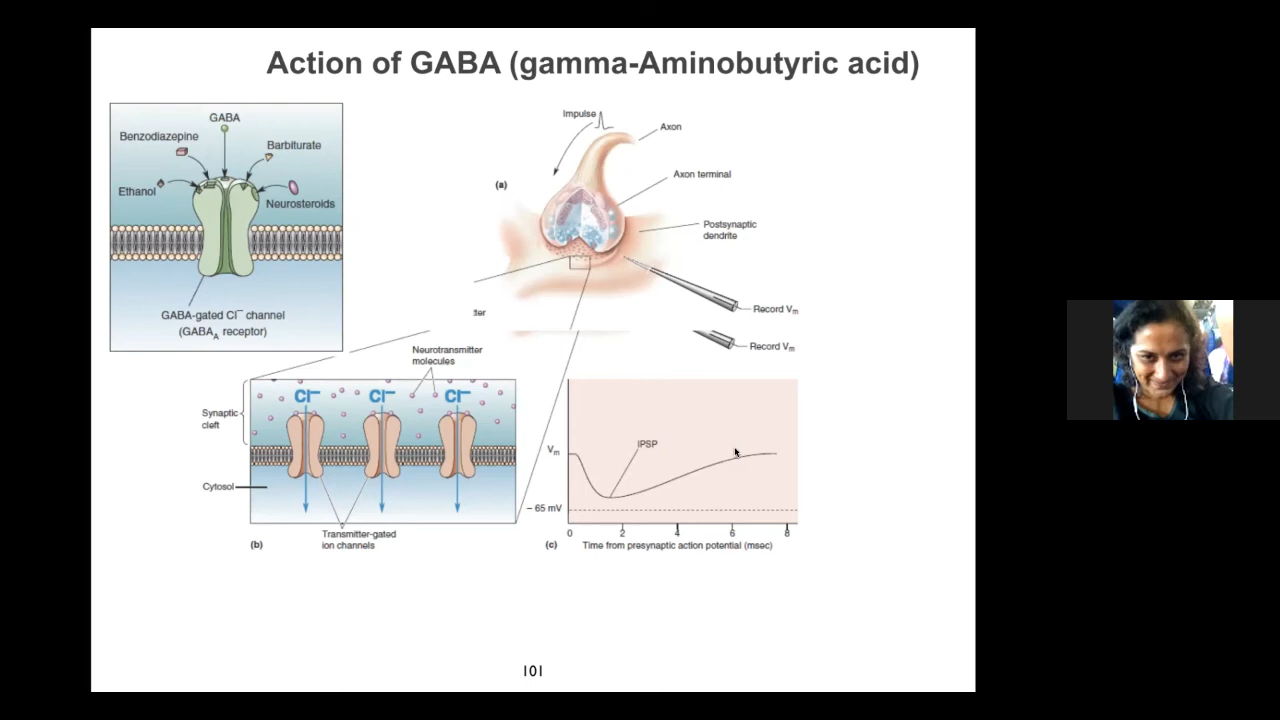 Action of GABA (gamma-Aminobutyric acid)
GABA
Benzodiazepine
Barbiturate
Ethanol
Neurosteroids
GABA-gated Cl⁻ channel
(GABA_A receptor)
Impulse
Axon
(a)
Axon terminal
Postsynaptic
dendrite
Record Vm
tter
Record Vm
Neurotransmitter
molecules
Cl⁻ Cl⁻ Cl⁻
Synaptic
cleft
Cytosol
Transmitter-gated
ion channels
(b)
Vm
IPSP
– 65 mV
0 2 4 6 8
(c) Time from presynaptic action potential (msec)
101